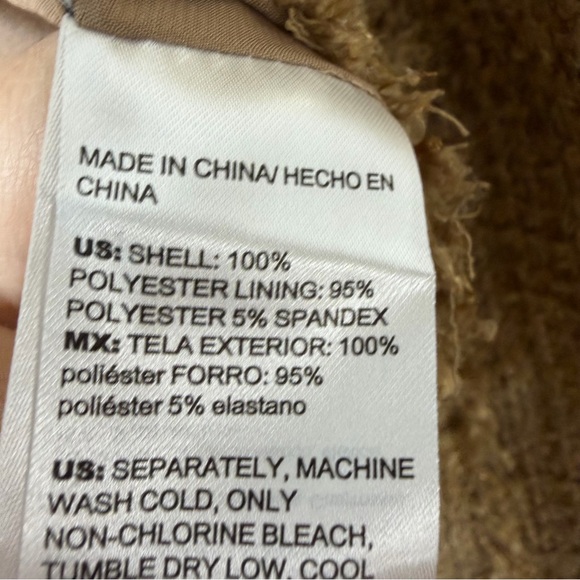 MADE IN CHINA/ HECHO EN
CHINA
US: SHELL: 100%
POLYESTER LINING: 95%
POLYESTER 5% SPANDEX
MX: TELA EXTERIOR: 100%
poliéster FORRO: 95%
poliéster 5% elastano
US: SEPARATELY, MACHINE
WASH COLD, ONLY
NON-CHLORINE BLEACH,
TUMBLE DRY LOW, COOL